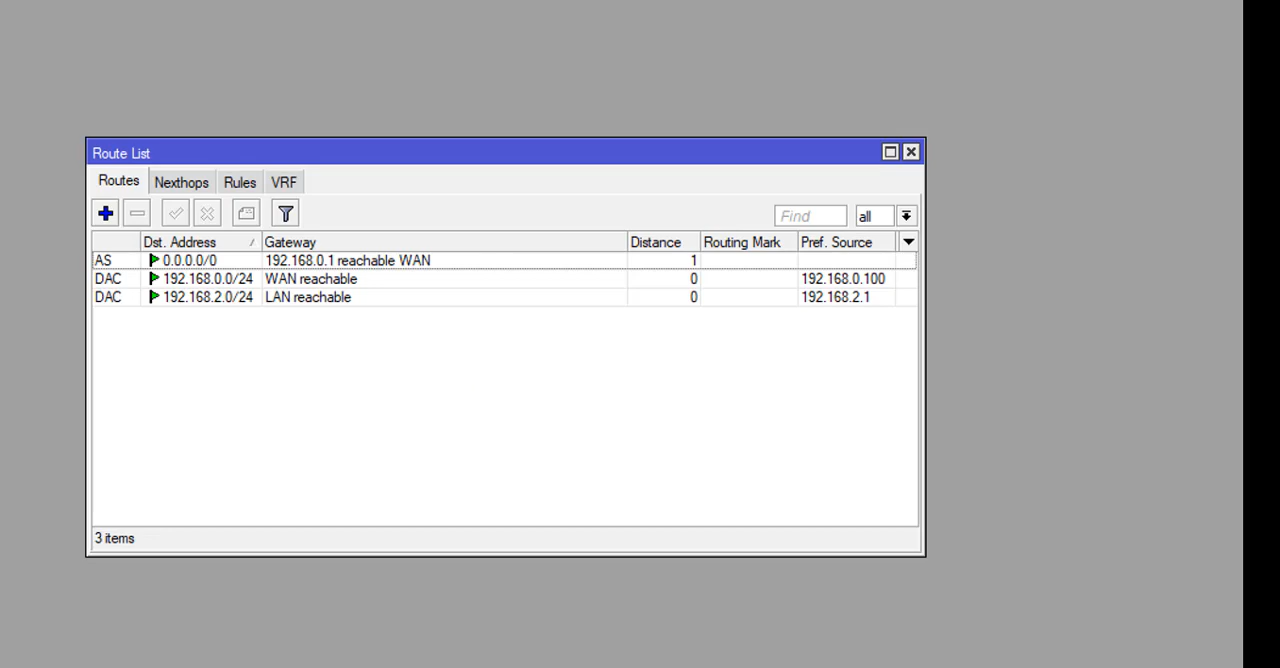 Route List
Routes Nexthops Rules VRF
Find all
Dst. Address / Gateway Distance Routing Mark Pref. Source
AS 0.0.0.0/0 192.168.0.1 reachable WAN 1
DAC 192.168.0.0/24 WAN reachable 0 192.168.0.100
DAC 192.168.2.0/24 LAN reachable 0 192.168.2.1
3 items